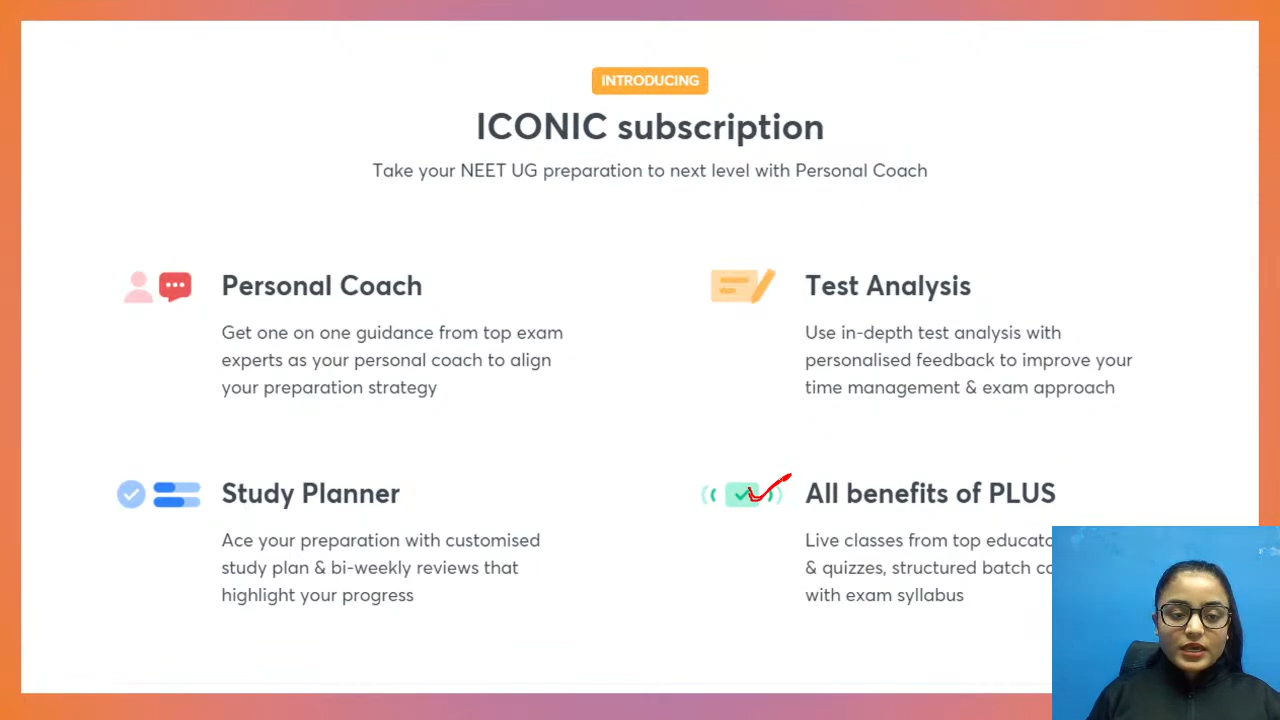 INTRODUCING
ICONIC subscription
Take your NEET UG preparation to next level with Personal Coach
Personal Coach
Get one on one guidance from top exam
experts as your personal coach to align
your preparation strategy
Test Analysis
Use in-depth test analysis with
personalised feedback to improve your
time management & exam approach
Study Planner
Ace your preparation with customised
study plan & bi-weekly reviews that
highlight your progress
All benefits of PLUS
Live classes from top
& quizzes, structured batch
with exam syllabus